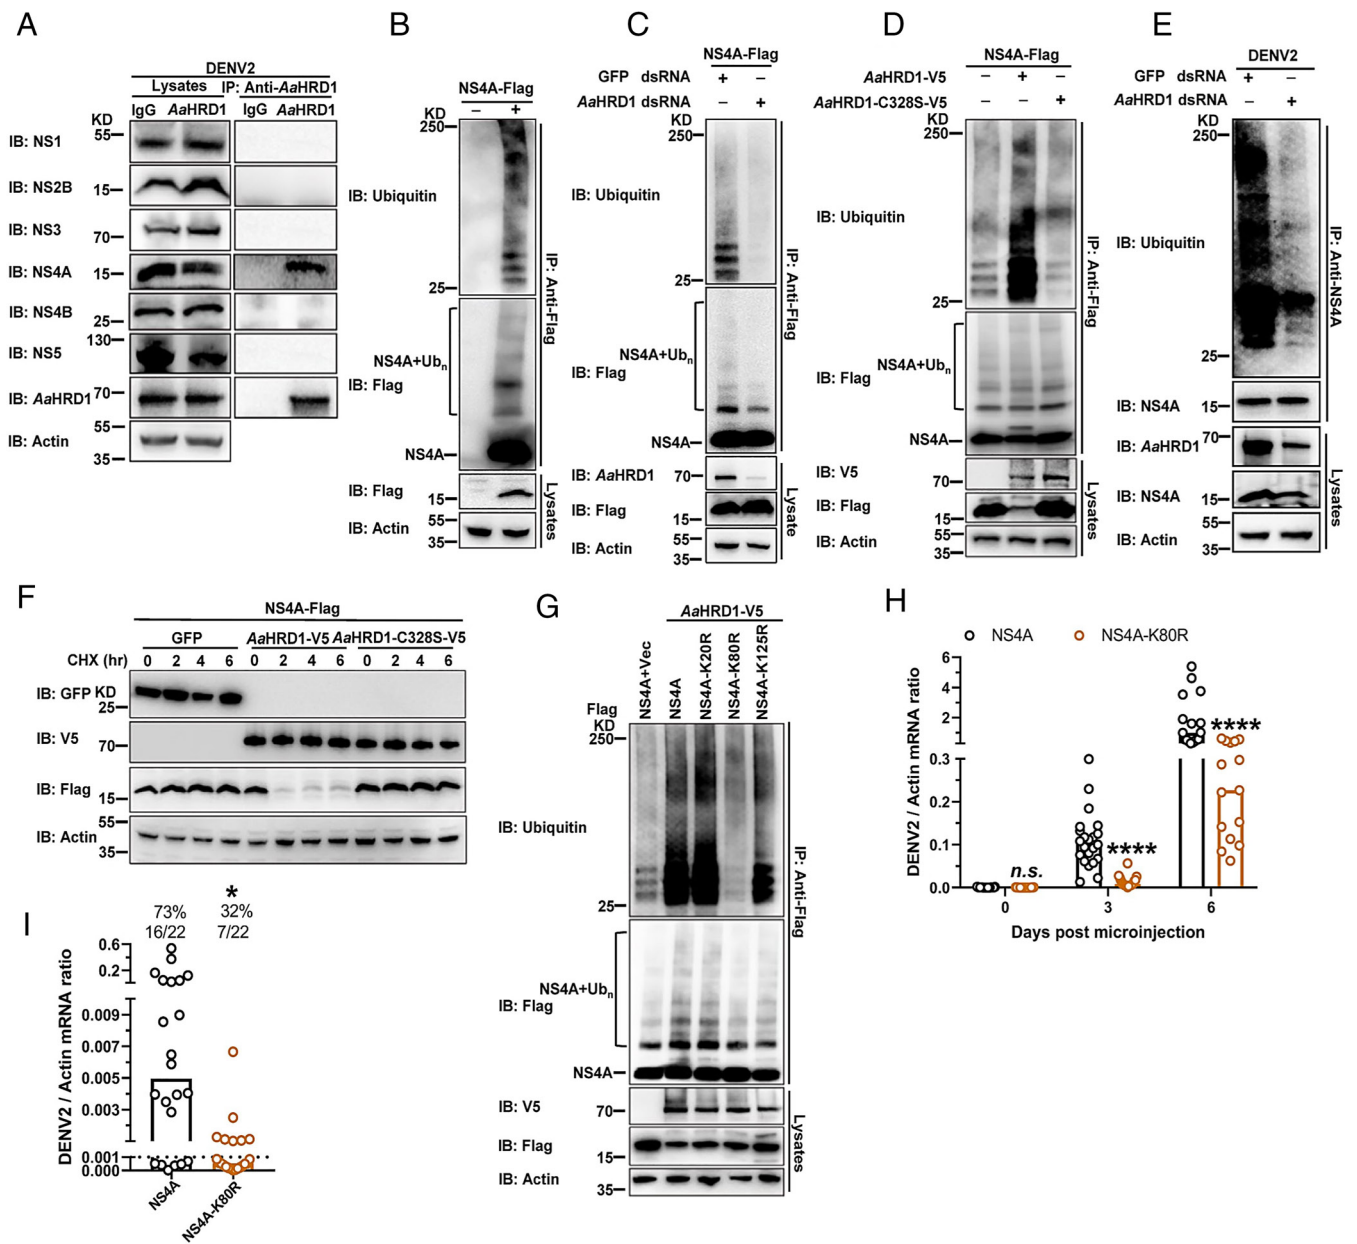 A
DENV2
Lysates IP: Anti-AaHRD1
IgG AaHRD1 IgG AaHRD1
KD
IB: NS1 55
IB: NS2B 15
IB: NS3
70
IB: NS4A 15
IB: NS4B
25
130
IB: NS5
IB: AaHRD1 70
55
IB: Actin
35
B
NS4A-Flag
KD − +
250
IB: Ubiquitin
25
IP: Anti-Flag
NS4A+Ubn
IB: Flag
NS4A
IB: Flag
15
IB: Actin 55
35
Lysates
C
NS4A-Flag
GFP dsRNA + −
AaHRD1 dsRNA − +
KD
250
IB: Ubiquitin
25
IP: Anti-Flag
NS4A+Ubn
IB: Flag
NS4A
IB: AaHRD1 70
IB: Flag
15
IB: Actin 55
35
Lysate
D
NS4A-Flag
AaHRD1-V5 − + −
AaHRD1-C328S-V5 − − +
KD
250
IB: Ubiquitin
25
IP: Anti-Flag
NS4A+Ubn
IB: Flag
NS4A
IB: V5
70
IB: Flag
15
IB: Actin 55
35
Lysates
E
DENV2
GFP dsRNA + −
AaHRD1 dsRNA − +
KD
250
IB: Ubiquitin
25
IP: Anti-NS4A
IB: NS4A 15
70
IB: AaHRD1
IB: NS4A 15
55
IB: Actin
35
Lysates
F
NS4A-Flag
GFP AaHRD1-V5 AaHRD1-C328S-V5
CHX (hr) 0 2 4 6 0 2 4 6 0 2 4 6
IB: GFP KD
25
IB: V5 70
IB: Flag
15
55
IB: Actin
35
G
AaHRD1-V5
Flag NS4A+Vec NS4A NS4A-K20R NS4A-K80R NS4A-K125R
KD
250
IB: Ubiquitin
25
IP: Anti-Flag
NS4A+Ubn
IB: Flag
NS4A
IB: V5 70
IB: Flag
15
IB: Actin
35
Lysates
H
NS4A NS4A-K80R
DENV2 / Actin mRNA ratio
6
4
2
0.3
0.2
0.1
0.0
n.s. **** ****
0 3 6
Days post microinjection
I
*
73% 32%
16/22 7/22
DENV2 / Actin mRNA ratio
0.6
0.2
0.009
0.007
0.005
0.003
0.001
0.000
NS4A NS4A-K80R